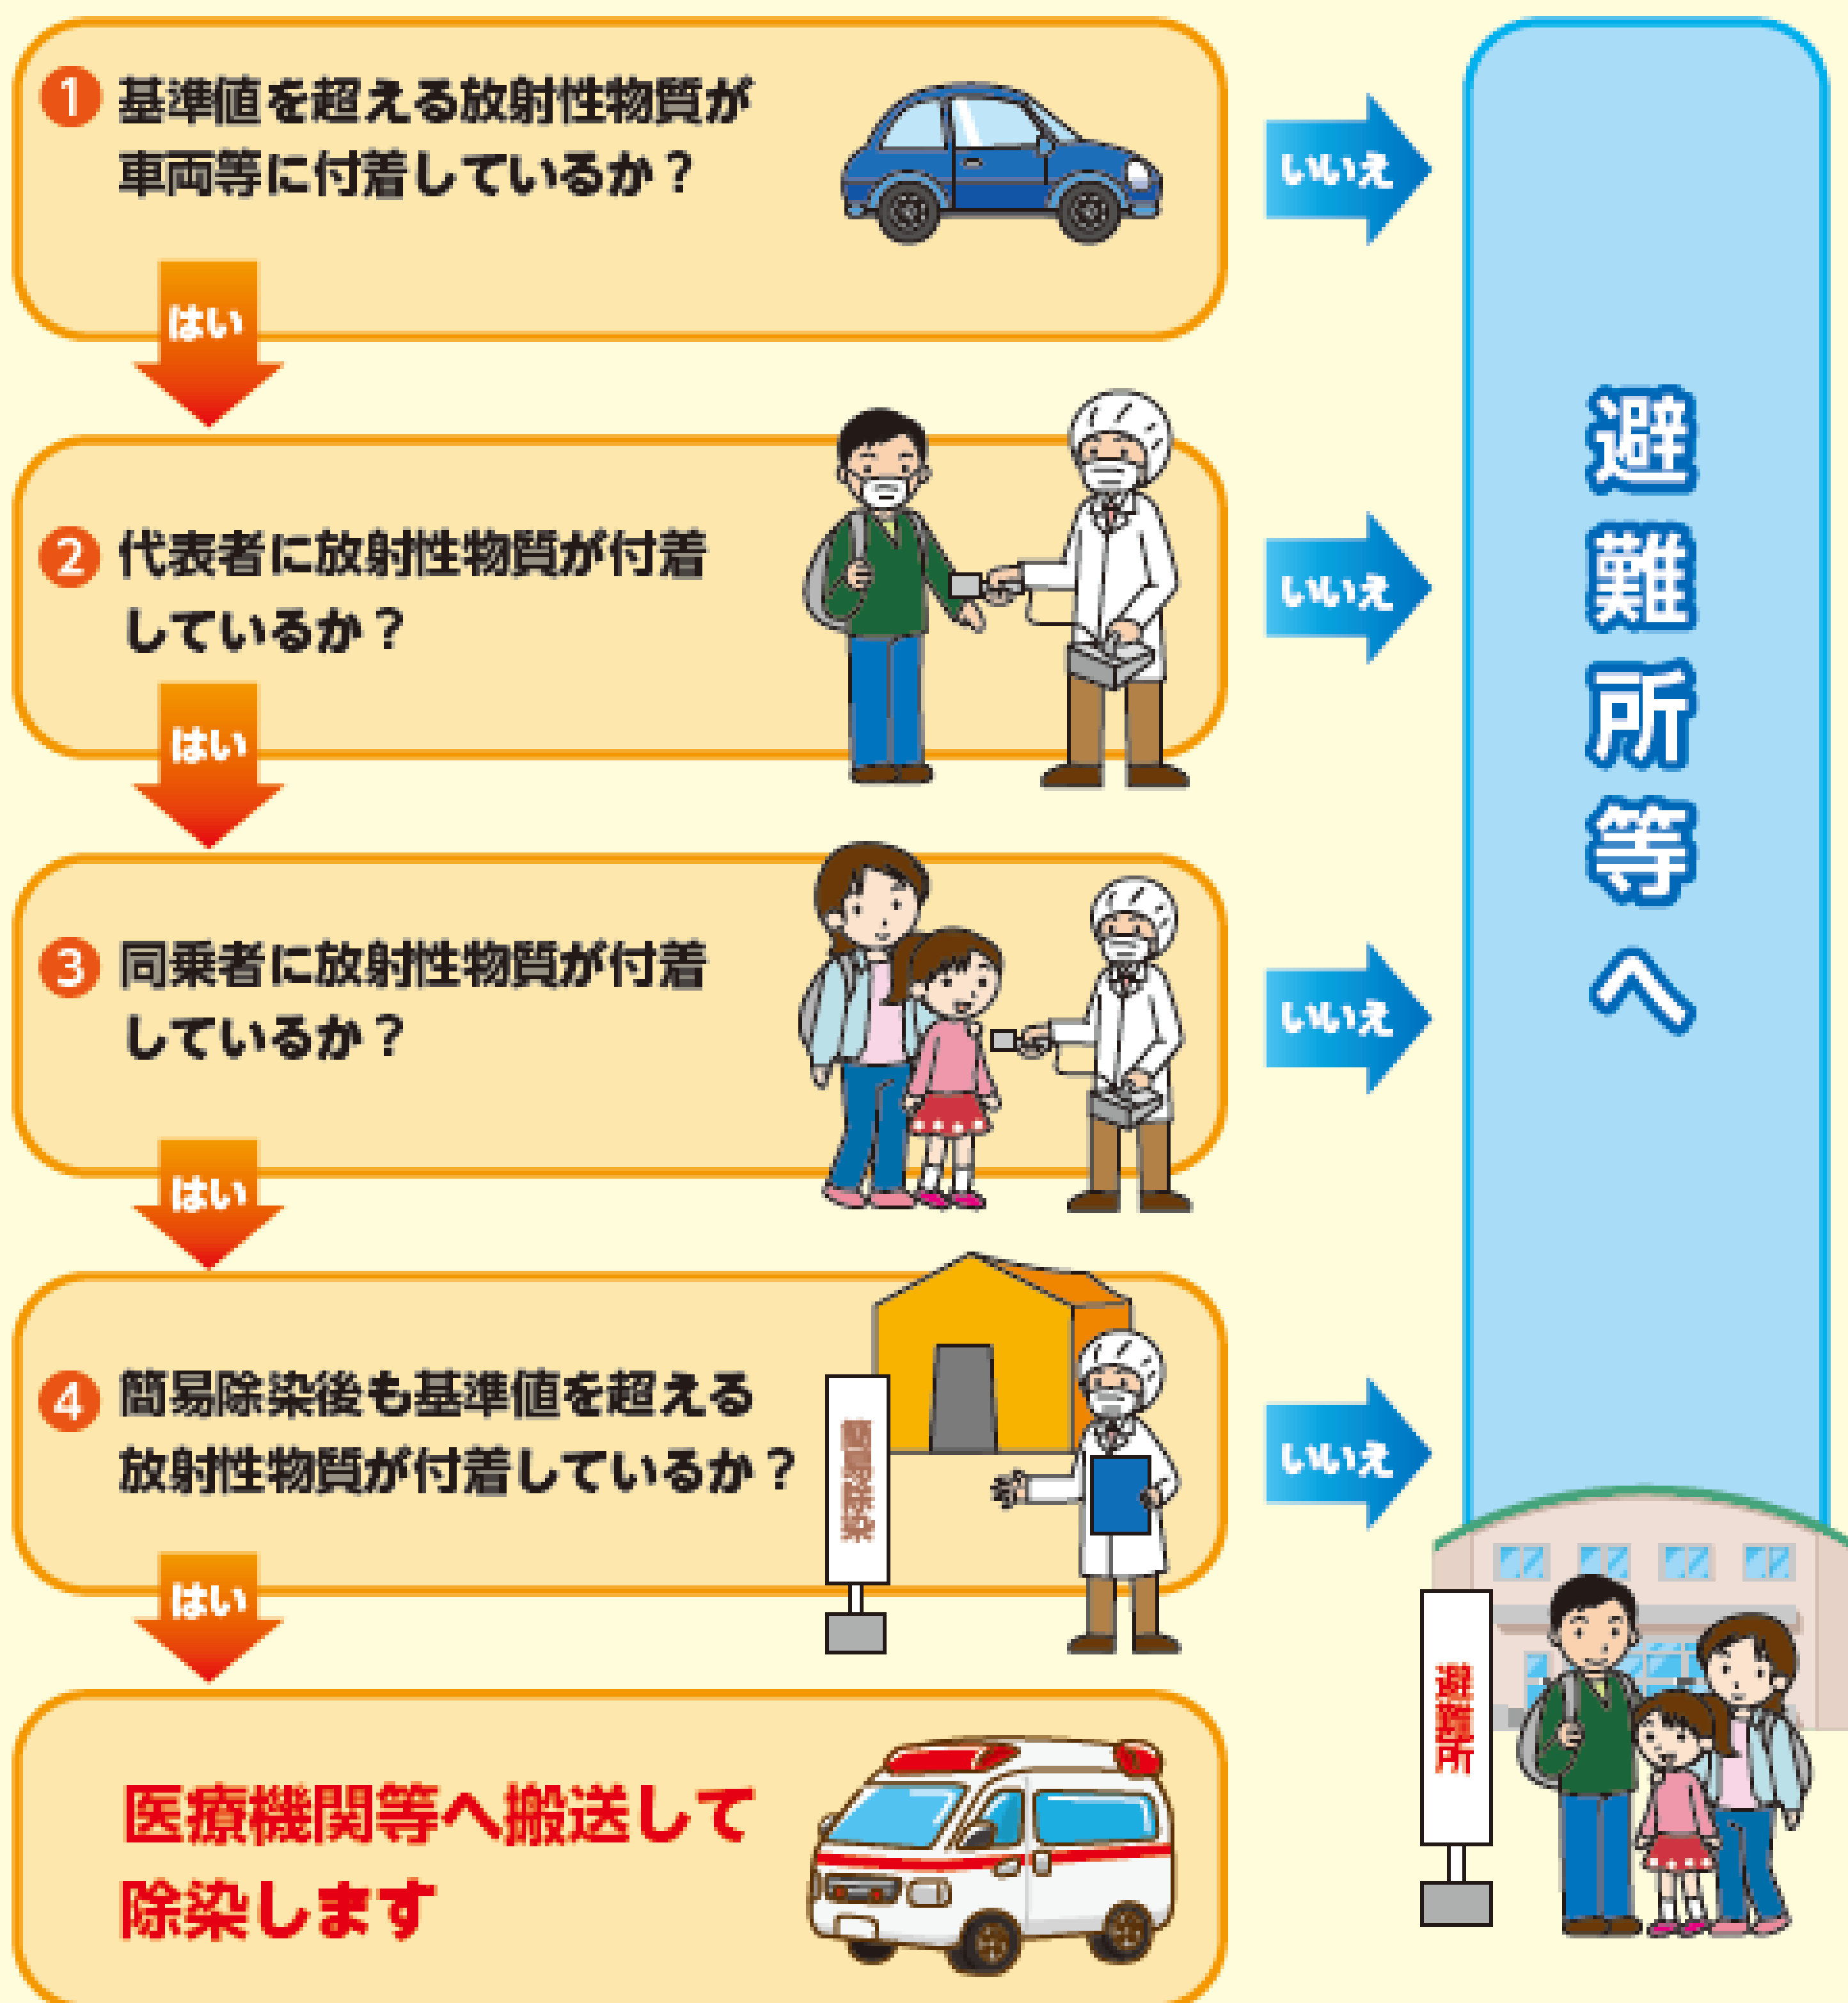 1 基準値を超える放射性物質が
車両等に付着しているか？
いいえ
はい
2 代表者に放射性物質が付着
しているか？
いいえ
はい
3 同乗者に放射性物質が付着
しているか？
いいえ
はい
4 簡易除染後も基準値を超える
放射性物質が付着しているか？
簡易除染
いいえ
はい
医療機関等へ搬送して
除染します
避難所等へ
避難所